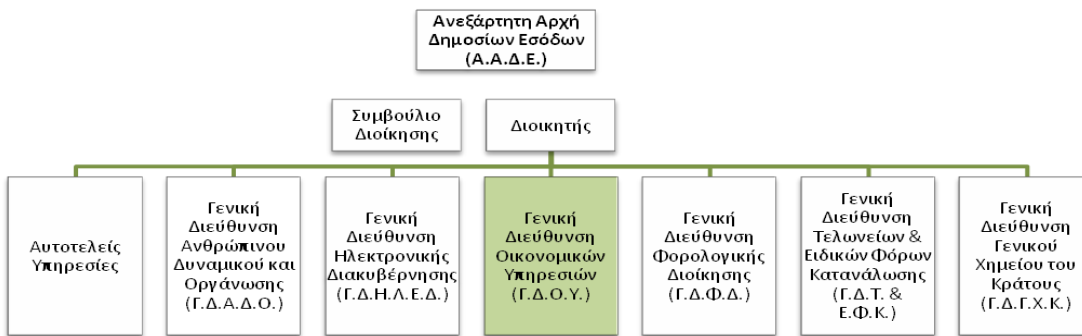 Ανεξάρτητη Αρχή
Δημοσίων Εσόδων
(Α.Α.Δ.Ε.)
Συμβούλιο
Διοίκησης
Διοικητής
Αυτοτελείς
Υπηρεσίες
Γενική
Διεύθυνση
Ανθρώπινου
Δυναμικού και
Οργάνωσης
(Γ.Δ.Α.Δ.Ο.)
Γενική
Διεύθυνση
Ηλεκτρονικής
Διακυβέρνησης
(Γ.Δ.Η.Λ.Ε.Δ.)
Γενική
Διεύθυνση
Οικονομικών
Υπηρεσιών
(Γ.Δ.Ο.Υ.)
Γενική
Διεύθυνση
Φορολογικής
Διοίκησης
(Γ.Δ.Φ.Δ.)
Γενική
Διεύθυνση
Τελωνείων &
Ειδικών Φόρων
Κατανάλωσης
(Γ.Δ.Τ. &
Ε.Φ.Κ.)
Γενική
Διεύθυνση
Γενικού
Χημείου του
Κράτους
(Γ.Δ.Γ.Χ.Κ.)